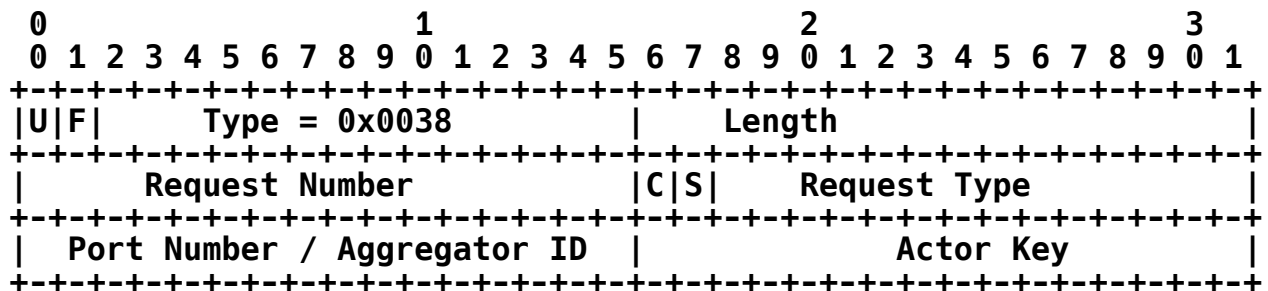 0                   1                   2                   3
 0 1 2 3 4 5 6 7 8 9 0 1 2 3 4 5 6 7 8 9 0 1 2 3 4 5 6 7 8 9 0 1
+-+-+-+-+-+-+-+-+-+-+-+-+-+-+-+-+-+-+-+-+-+-+-+-+-+-+-+-+-+-+-+-+
|U|F|     Type = 0x0038         |    Length                     |
+-+-+-+-+-+-+-+-+-+-+-+-+-+-+-+-+-+-+-+-+-+-+-+-+-+-+-+-+-+-+-+-+
|      Request Number           |C|S|    Request Type           |
+-+-+-+-+-+-+-+-+-+-+-+-+-+-+-+-+-+-+-+-+-+-+-+-+-+-+-+-+-+-+-+-+
|  Port Number / Aggregator ID  |             Actor Key         |
+-+-+-+-+-+-+-+-+-+-+-+-+-+-+-+-+-+-+-+-+-+-+-+-+-+-+-+-+-+-+-+-+